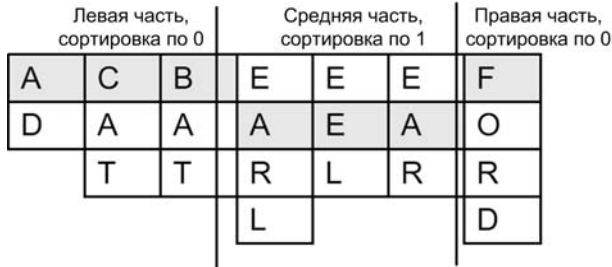 Левая часть, сортировка по 0
Средняя часть, сортировка по 1
Правая часть, сортировка по 0
A C B E E E F
D A A A E A O
T T R L R R
L D